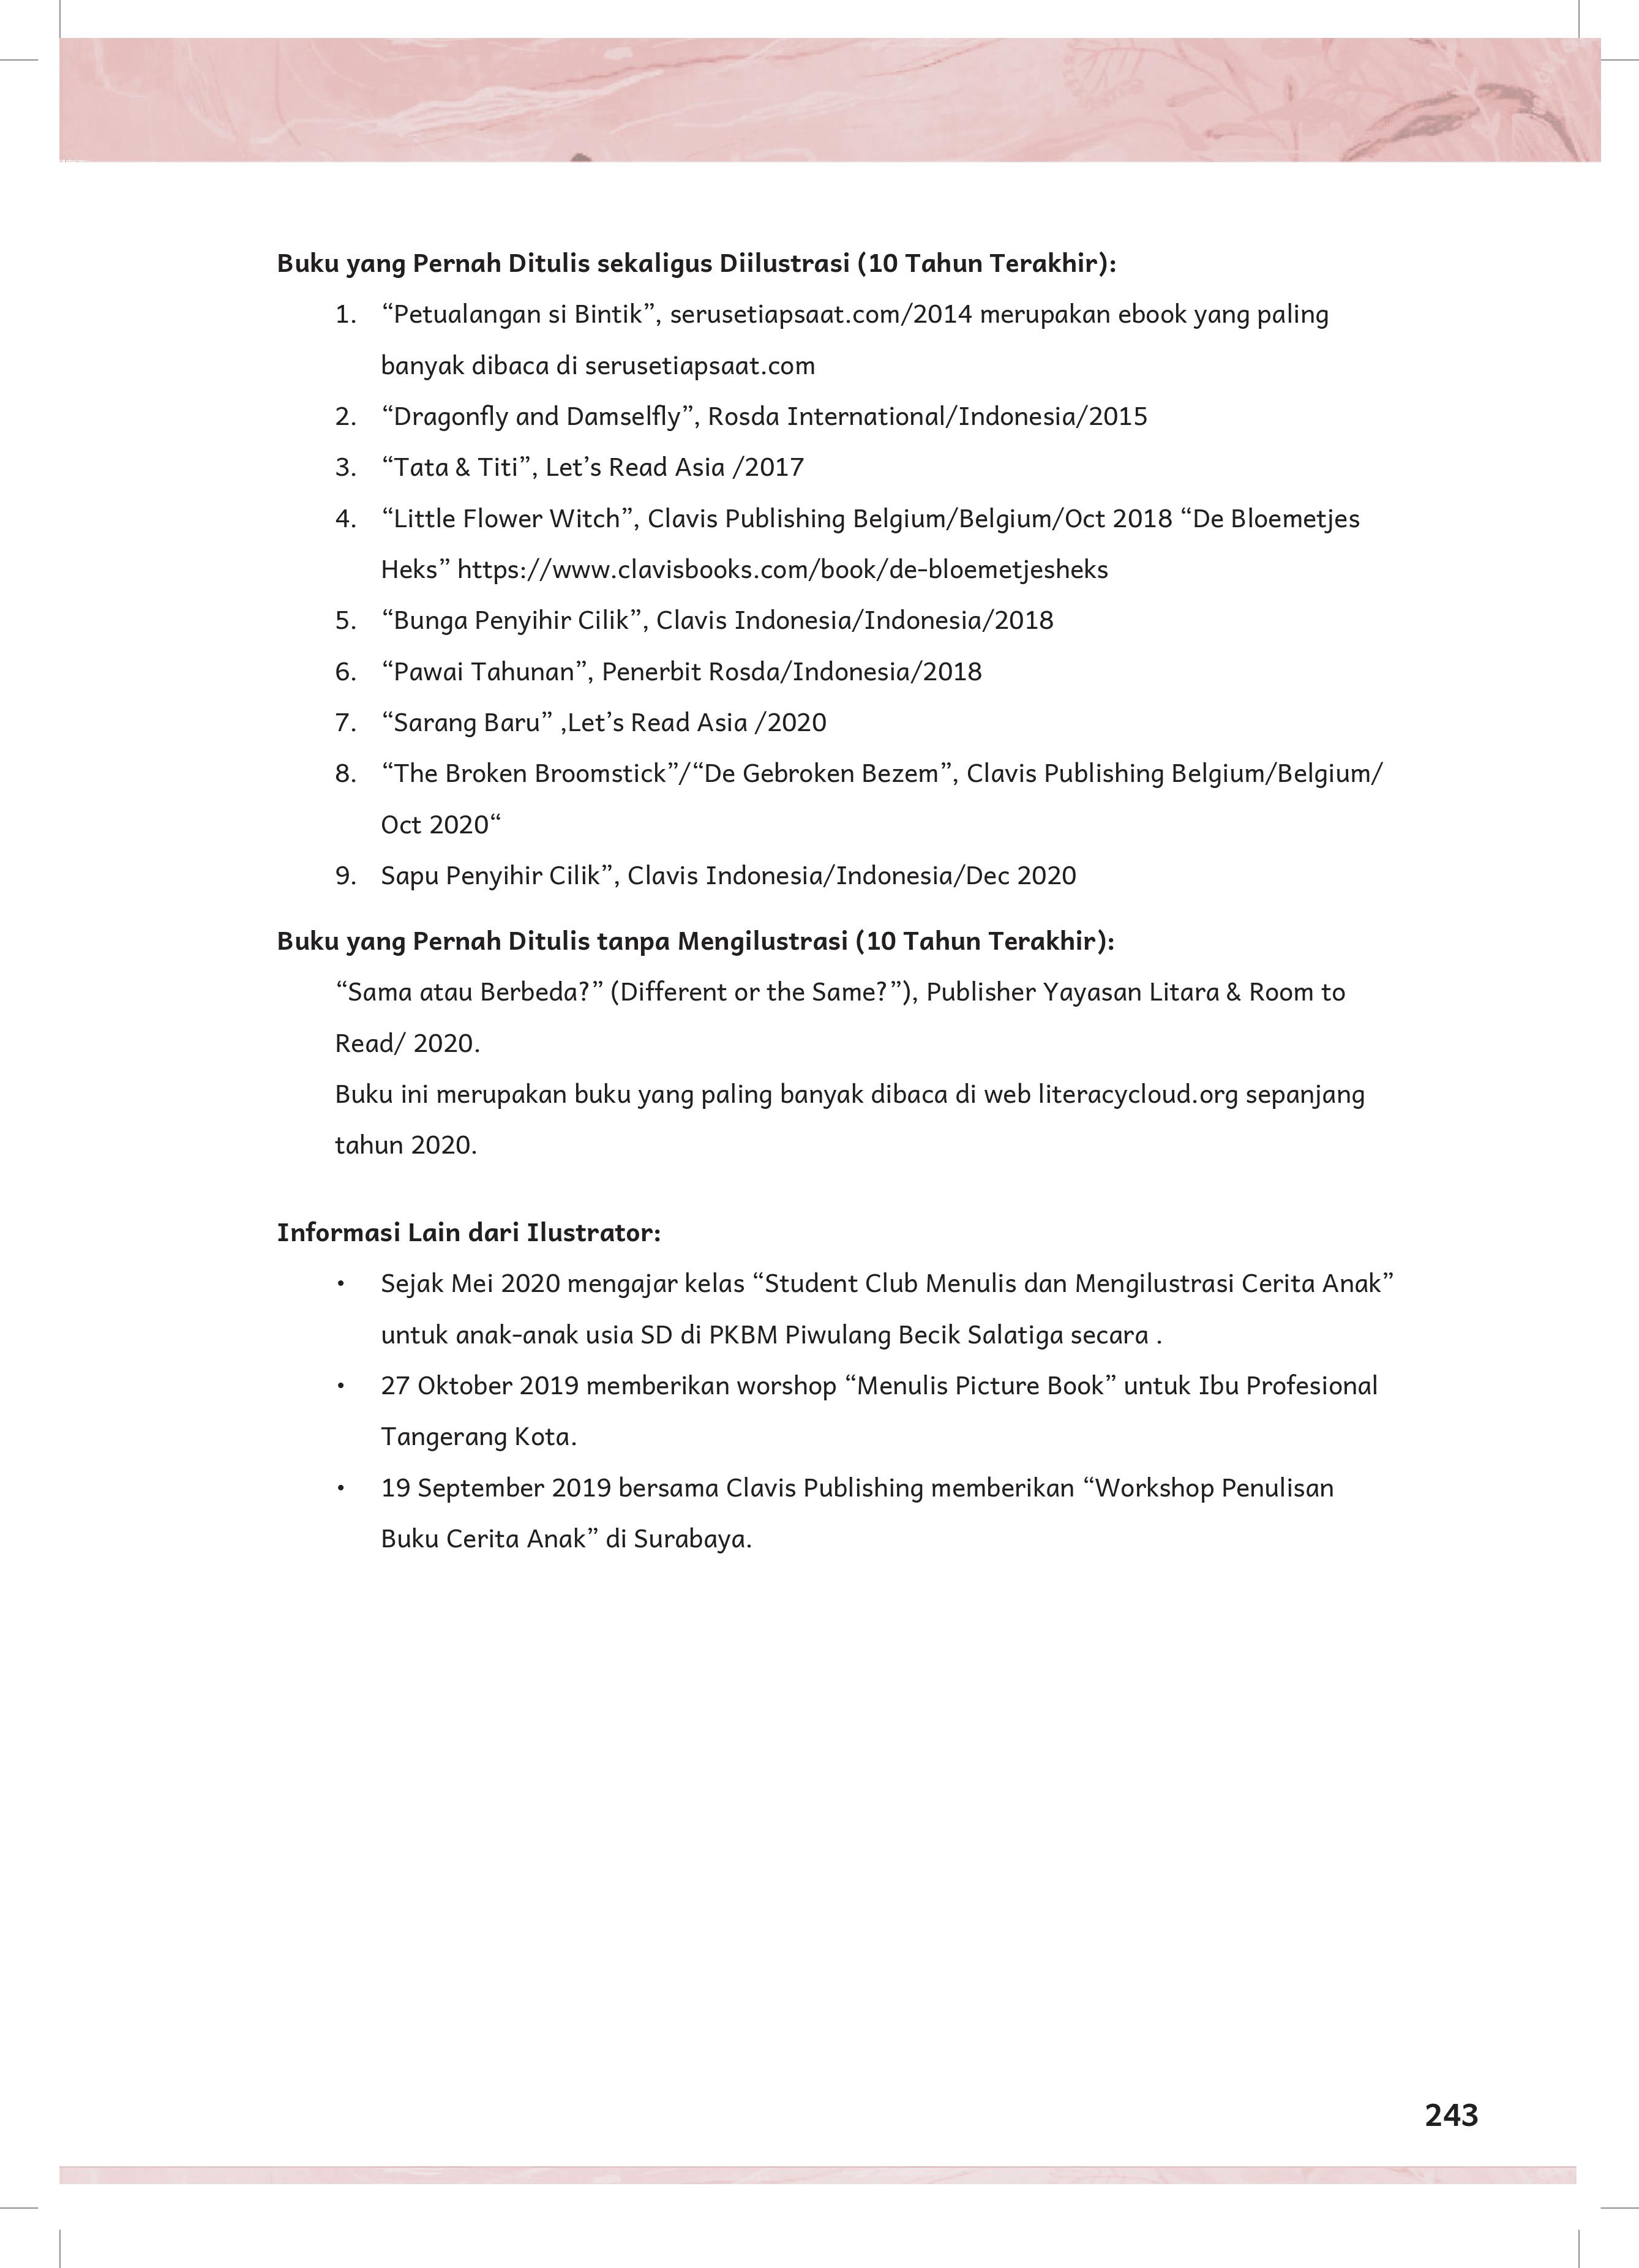 Buku yang Pernah Ditulis sekaligus Diilustrasi (10 Tahun Terakhir):
1. “Petualangan si Bintik”, serusetiapsaat.com/2014 merupakan ebook yang paling
banyak dibaca di serusetiapsaat.com
2. “Dragonfly and Damselfly”, Rosda International/Indonesia/2015
3. “Tata & Titi”, Let’s Read Asia /2017
4. “Little Flower Witch”, Clavis Publishing Belgium/Belgium/Oct 2018 “De Bloemetjes
Heks” https://www.clavisbooks.com/book/de-bloemetjesheks
5. “Bunga Penyihir Cilik”, Clavis Indonesia/Indonesia/2018
6. “Pawai Tahunan”, Penerbit Rosda/Indonesia/2018
7. “Sarang Baru” ,Let’s Read Asia /2020
8. “The Broken Broomstick”/“De Gebroken Bezem”, Clavis Publishing Belgium/Belgium/
Oct 2020“
9. Sapu Penyihir Cilik”, Clavis Indonesia/Indonesia/Dec 2020
Buku yang Pernah Ditulis tanpa Mengilustrasi (10 Tahun Terakhir):
“Sama atau Berbeda?” (Different or the Same?”), Publisher Yayasan Litara & Room to
Read/ 2020.
Buku ini merupakan buku yang paling banyak dibaca di web literacycloud.org sepanjang
tahun 2020.
Informasi Lain dari Ilustrator:
• Sejak Mei 2020 mengajar kelas “Student Club Menulis dan Mengilustrasi Cerita Anak”
untuk anak-anak usia SD di PKBM Piwulang Becik Salatiga secara .
• 27 Oktober 2019 memberikan worshop “Menulis Picture Book” untuk Ibu Profesional
Tangerang Kota.
• 19 September 2019 bersama Clavis Publishing memberikan “Workshop Penulisan
Buku Cerita Anak” di Surabaya.
243